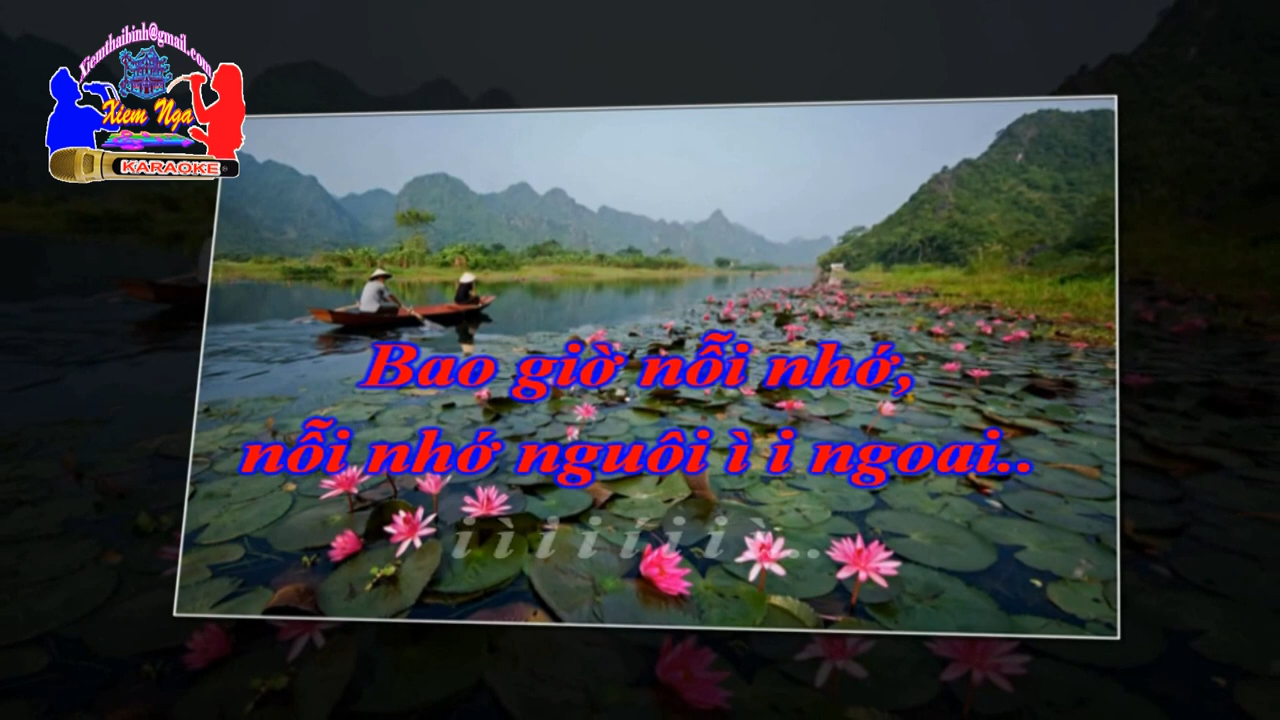 Xiemthaibinh@gmail.com
Xiem Nga
KARAOKE
Bao giờ nỗi nhớ,
nỗi nhớ nguôi ì i ngoai..